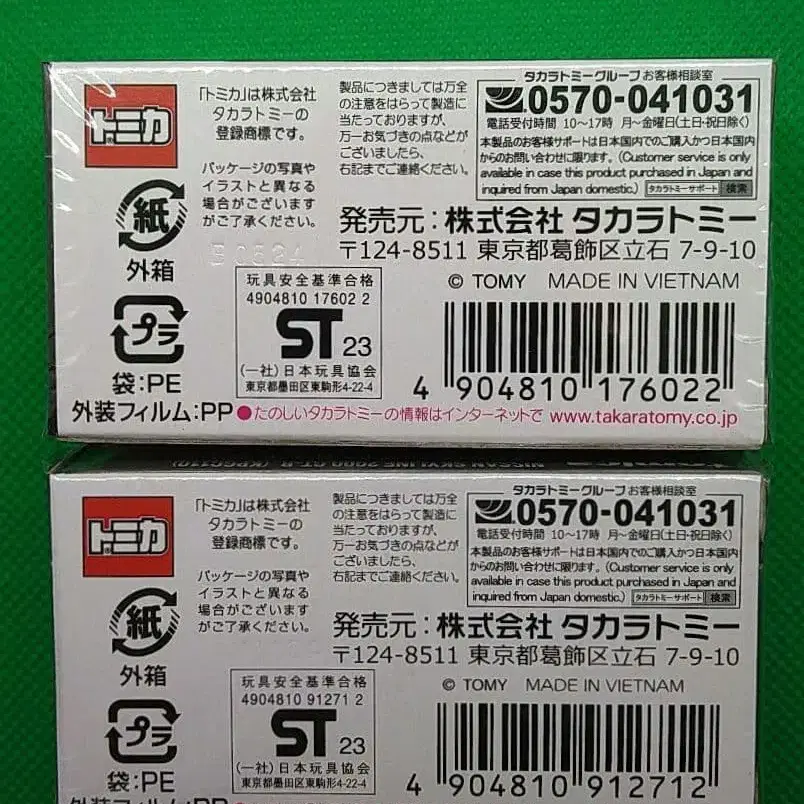 トミカ
「トミカ」は株式会社
タカラトミーの
登録商標です。
パッケージの写真や
イラストと異なる
場合がございます
がご了承ください。
製品につきましては万全
の注意をはらって製造に
当たっておりますが、
万一お気づきの点などが
ございましたら、
右記までご連絡ください。
タカラトミーグループ お客様相談室
0570-041031
電話受付時間 10〜17時 月〜金曜日(土日・祝日除く)
本製品のお客様サポートは日本国内でのご購入かつ日本国内
からのお問い合わせに限ります。(Customer service is only
available in case this product purchased in Japan and
inquired from Japan domestic.) タカラトミーサポート 検索
発売元:株式会社 タカラトミー
〒124-8511 東京都葛飾区立石 7-9-10
© TOMY MADE IN VIETNAM
紙
外箱
プラ
袋:PE
外装フィルム:PP
B0624
玩具安全基準合格
4904810 17602 2
ST 23
(一社)日本玩具協会
東京都墨田区東駒形4-22-4
4 904810 176022
●たのしいタカラトミーの情報はインターネットで www.takaratomy.co.jp
NISSAN SKYLINE 2000 GT-R (KPGC110)
トミカ
「トミカ」は株式会社
タカラトミーの
登録商標です。
パッケージの写真や
イラストと異なる
場合がございます
がご了承ください。
製品につきましては万全
の注意をはらって製造に
当たっておりますが、
万一お気づきの点などが
ございましたら、
右記までご連絡ください。
タカラトミーグループ お客様相談室
0570-041031
電話受付時間 10〜17時 月〜金曜日(土日・祝日除く)
本製品のお客様サポートは日本国内でのご購入かつ日本国内
からのお問い合わせに限ります。(Customer service is only
available in case this product purchased in Japan and
inquired from Japan domestic.) タカラトミーサポート 検索
発売元:株式会社 タカラトミー
〒124-8511 東京都葛飾区立石 7-9-10
© TOMY MADE IN VIETNAM
紙
外箱
プラ
袋:PE
外装フィルム:PP
玩具安全基準合格
4904810 91271 2
ST 23
(一社)日本玩具協会
東京都墨田区東駒形4-22-4
4 904810 912712